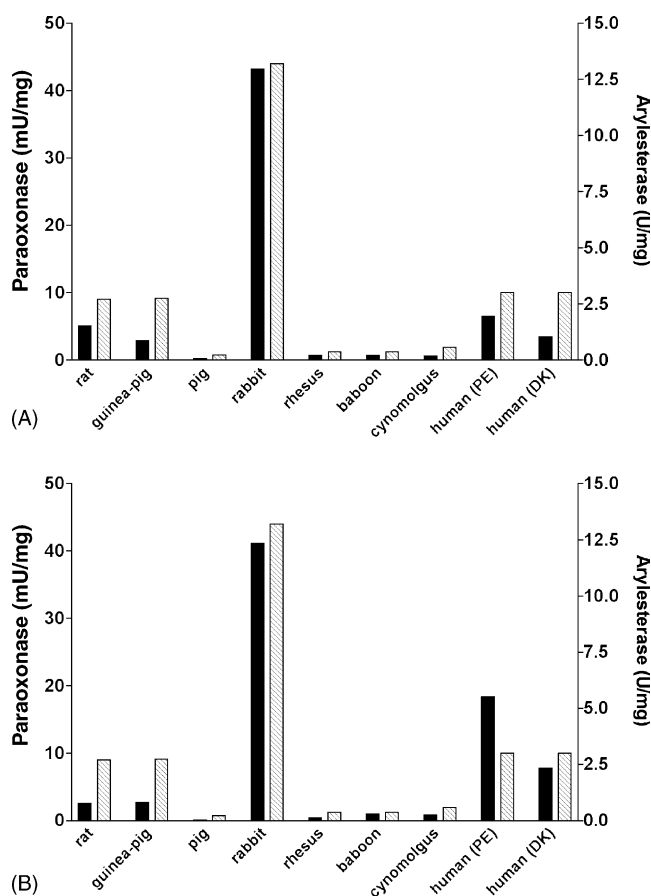 50
40
30
20
10
0
Paraoxonase (mU/mg)
15.0
12.5
10.0
7.5
5.0
2.5
0.0
Arylesterase (U/mg)
rat
guinea-pig
pig
rabbit
rhesus
baboon
cynomolgus
human (PE)
human (DK)
(A)
50
40
30
20
10
0
Paraoxonase (mU/mg)
15.0
12.5
10.0
7.5
5.0
2.5
0.0
Arylesterase (U/mg)
rat
guinea-pig
pig
rabbit
rhesus
baboon
cynomolgus
human (PE)
human (DK)
(B)